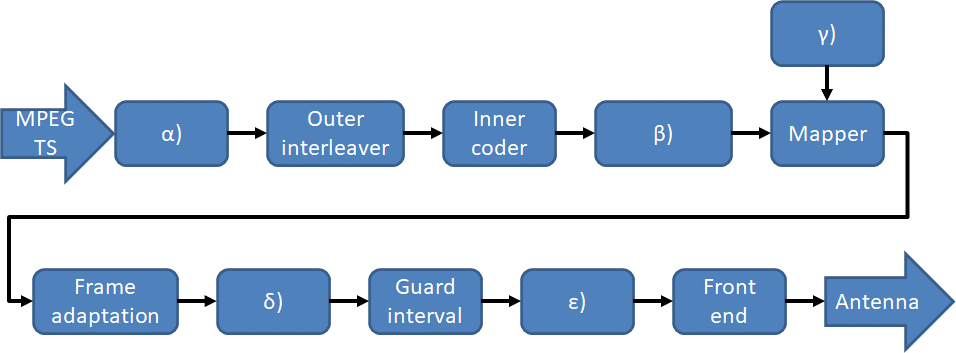 γ)
MPEG
TS
α)
Outer
interleaver
Inner
coder
β)
Mapper
Frame
adaptation
δ)
Guard
interval
ε)
Front
end
Antenna